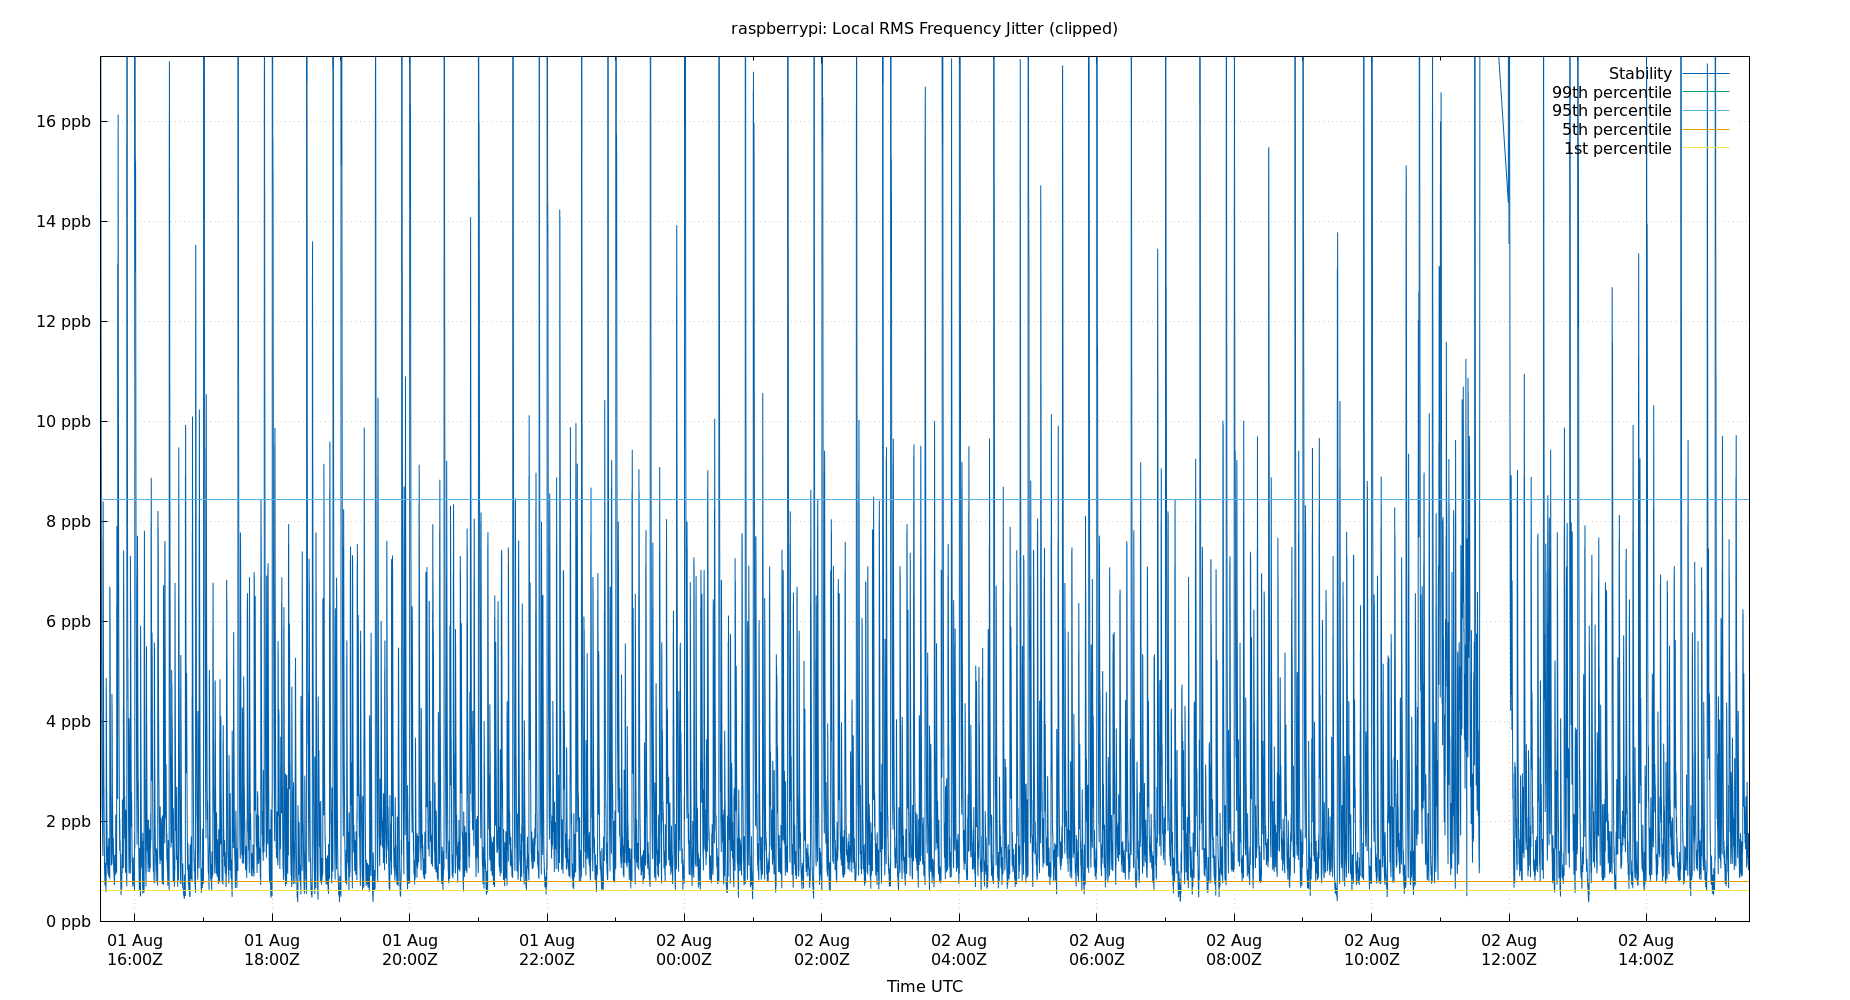 raspberrypi: Local RMS Frequency Jitter (clipped)
Stability
99th percentile
95th percentile
5th percentile
1st percentile
16 ppb
14 ppb
12 ppb
10 ppb
8 ppb
6 ppb
4 ppb
2 ppb
0 ppb
01 Aug 01 Aug 01 Aug 01 Aug 02 Aug 02 Aug 02 Aug 02 Aug 02 Aug 02 Aug 02 Aug 02 Aug
16:00Z 18:00Z 20:00Z 22:00Z 00:00Z 02:00Z 04:00Z 06:00Z 08:00Z 10:00Z 12:00Z 14:00Z
Time UTC